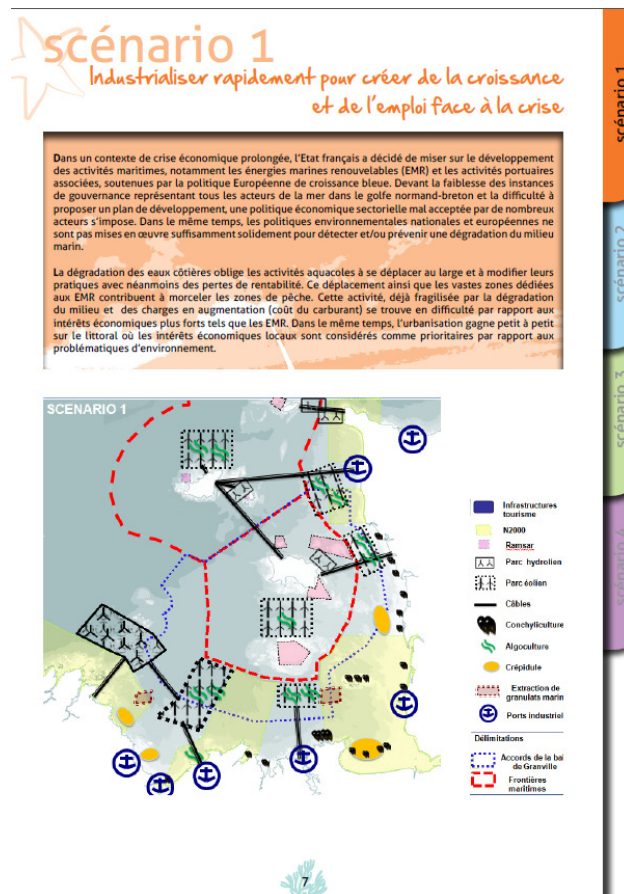 scénario 1
Industrialiser rapidement pour créer de la croissance
et de l'emploi face à la crise
Dans un contexte de crise économique prolongée, l'Etat français a décidé de miser sur le développement
des activités maritimes, notamment les énergies marines renouvelables (EMR) et les activités portuaires
associées, soutenues par la politique Européenne de croissance bleue. Devant la faiblesse des instances
de gouvernance représentant tous les acteurs de la mer dans le golfe normand-breton et la difficulté à
proposer un plan de développement, une politique économique sectorielle mal acceptée par de nombreux
acteurs s'impose. Dans le même temps, les politiques environnementales nationales et européennes ne
sont pas mises en œuvre suffisamment solidement pour détecter et/ou prévenir une dégradation du milieu
marin.
La dégradation des eaux côtières oblige les activités aquacoles à se déplacer au large et à modifier leurs
pratiques avec néanmoins des pertes de rentabilité. Ce déplacement ainsi que les vastes zones dédiées
aux EMR contribuent à morceler les zones de pêche. Cette activité, déjà fragilisée par la dégradation
du milieu et des charges en augmentation (coût du carburant) se trouve en difficulté par rapport aux
intérêts économiques plus forts tels que les EMR. Dans le même temps, l'urbanisation gagne petit à petit
sur le littoral où les intérêts économiques locaux sont considérés comme prioritaires par rapport aux
problématiques d'environnement.
SCENARIO 1
Infrastructures
tourisme
N2000
Ramsar
Parc hydrolien
Parc éolien
Câbles
Conchyliculture
Algoculture
Crépidule
Extraction de
granulats marin
Ports industriel
Délimitations
Accords de la bai
de Granville
Frontières
maritimes
7
scénario 1
scénario 2
scénario 3
scénario 4